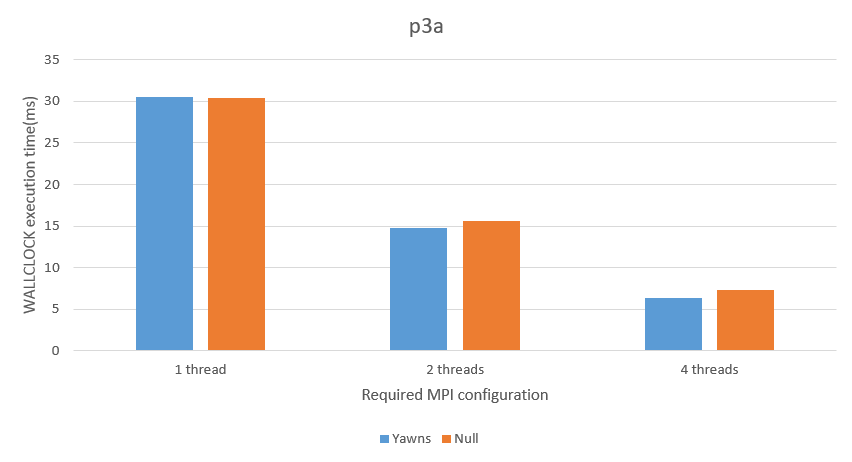 p3a
35
30
25
20
15
10
5
0
WALLCLOCK execution time(ms)
1 thread 2 threads 4 threads
Required MPI configuration
Yawns Null